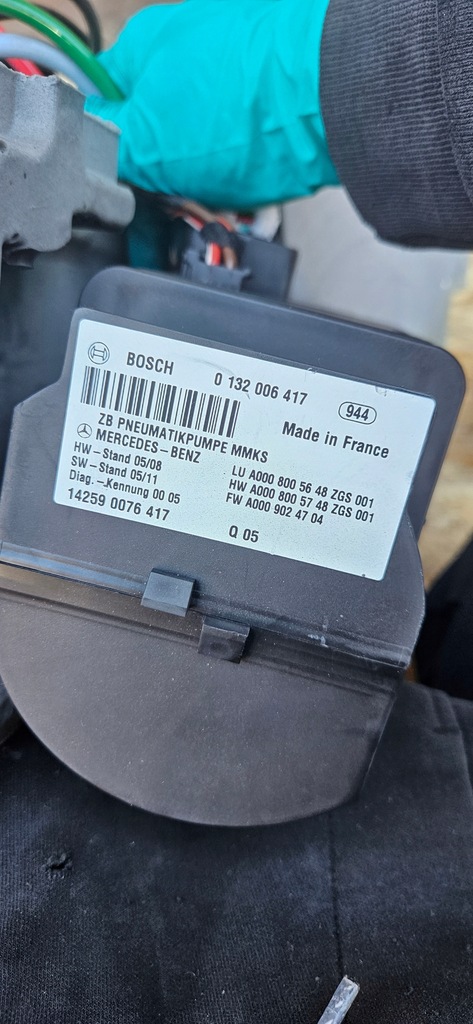 BOSCH 0 132 006 417
944
Made in France
ZB PNEUMATIKPUMPE MMKS
MERCEDES-BENZ
HW-Stand 05/08
SW-Stand 05/11
Diag.-Kennung 00 05
14259 0076 417
LU A000 800 56 48 ZGS 001
HW A000 800 57 48 ZGS 001
FW A000 902 47 04
Q 05